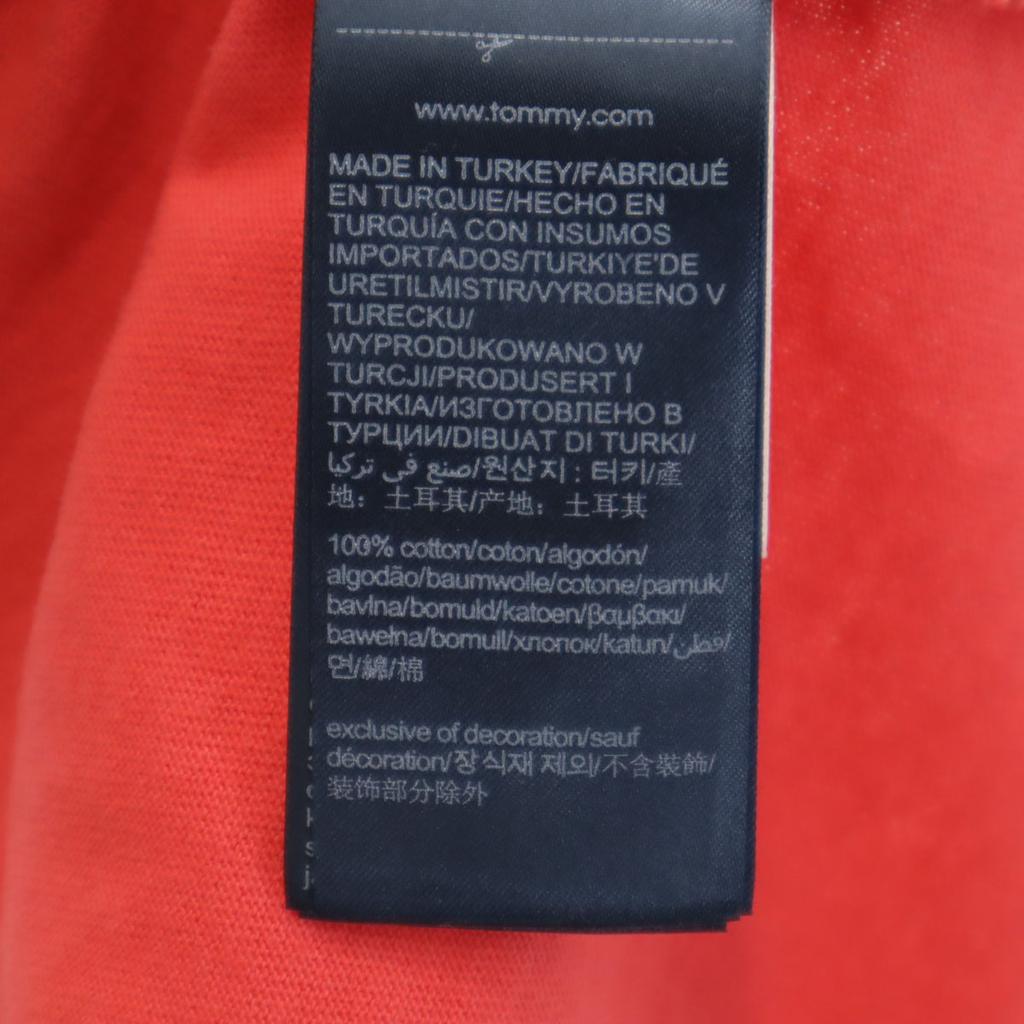 www.tommy.com
MADE IN TURKEY/FABRIQUÉ
EN TURQUIE/HECHO EN
TURQUÍA CON INSUMOS
IMPORTADOS/TURKIYE'DE
URETILMISTIR/VYROBENO V
TURECKU/
WYPRODUKOWANO W
TURCJI/PRODUSERT I
TYRKIA/ИЗГОТОВЛЕНО В
ТУРЦИИ/DIBUAT DI TURKI/
صنع في تركيا/원산지 : 터키/產
地：土耳其/产地：土耳其
100% cotton/coton/algodón/
algodão/baumwolle/cotone/pamuk/
bavlna/bomuld/katoen/βαμβακι/
bawełna/bomull/хлопок/katun/قطن/
면/綿/棉
exclusive of decoration/sauf
décoration/장식재 제외/不含裝飾/
装饰部分除外